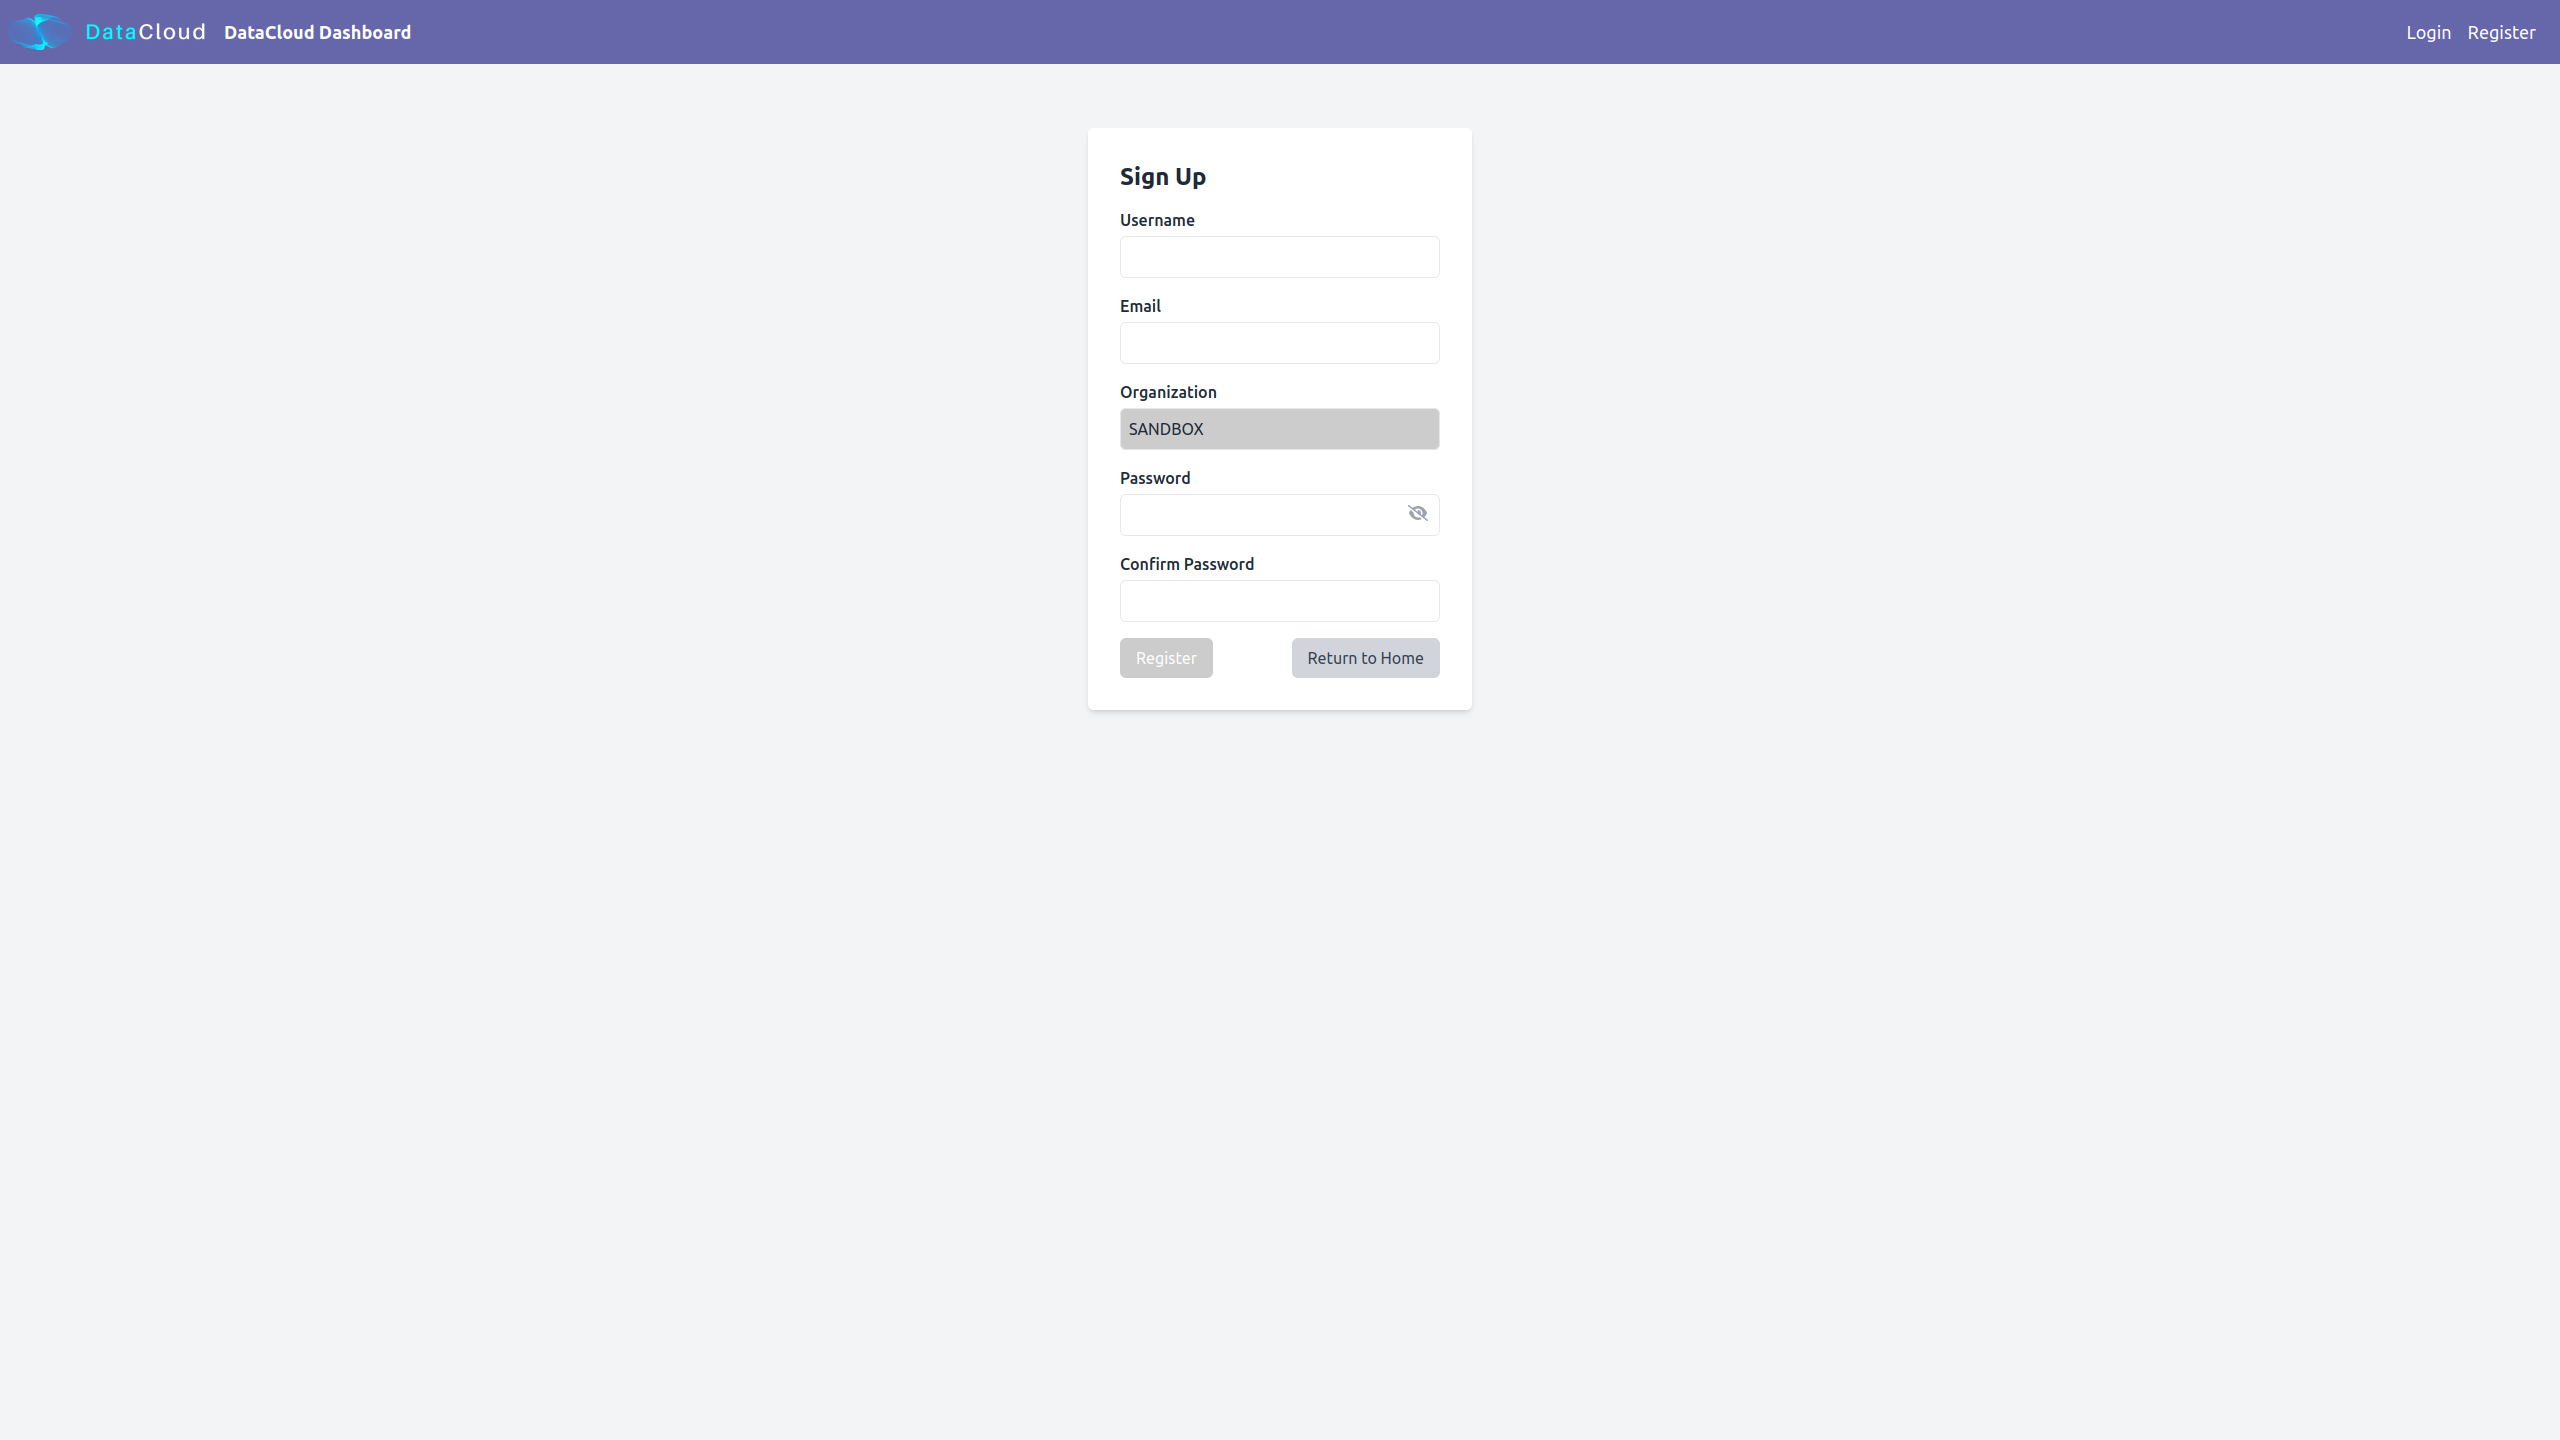 DataCloud DataCloud Dashboard Login Register
Sign Up
Username
Email
Organization
SANDBOX
Password
Confirm Password
Register Return to Home